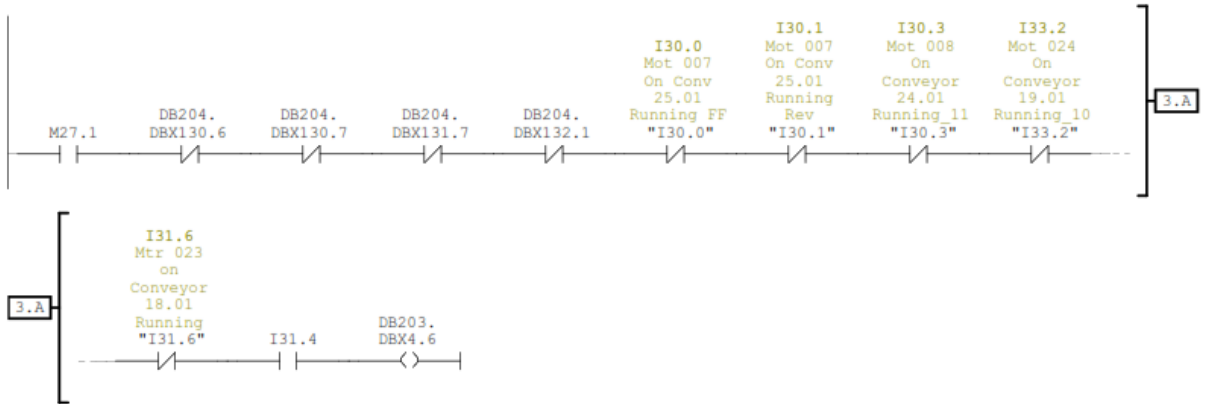 I30.1 I30.3 I33.2
I30.0 Mot 007 Mot 008 Mot 024
Mot 007 On Conv On On
On Conv 25.01 Conveyor Conveyor
DB204. DB204. DB204. DB204. 25.01 Running 24.01 19.01
Running FF Rev Running_11 Running_10
M27.1 DBX130.6 DBX130.7 DBX131.7 DBX132.1 "I30.0" "I30.1" "I30.3" "I33.2"
3.A
I31.6
Mtr 023
on
Conveyor
3.A
18.01
Running DB203.
"I31.6" I31.4 DBX4.6